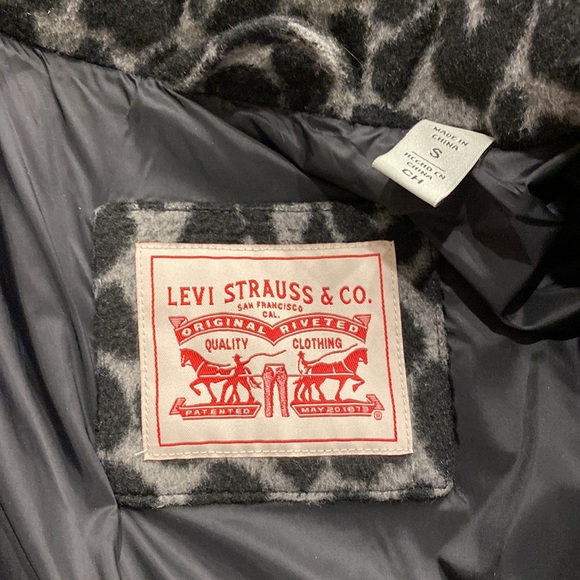 MADE IN
CHINA
S
HECHO EN
CHINA
CH
LEVI STRAUSS & CO.
SAN FRANCISCO
CAL.
ORIGINAL RIVETED
QUALITY CLOTHING
PATENTED MAY 20 1873 ®